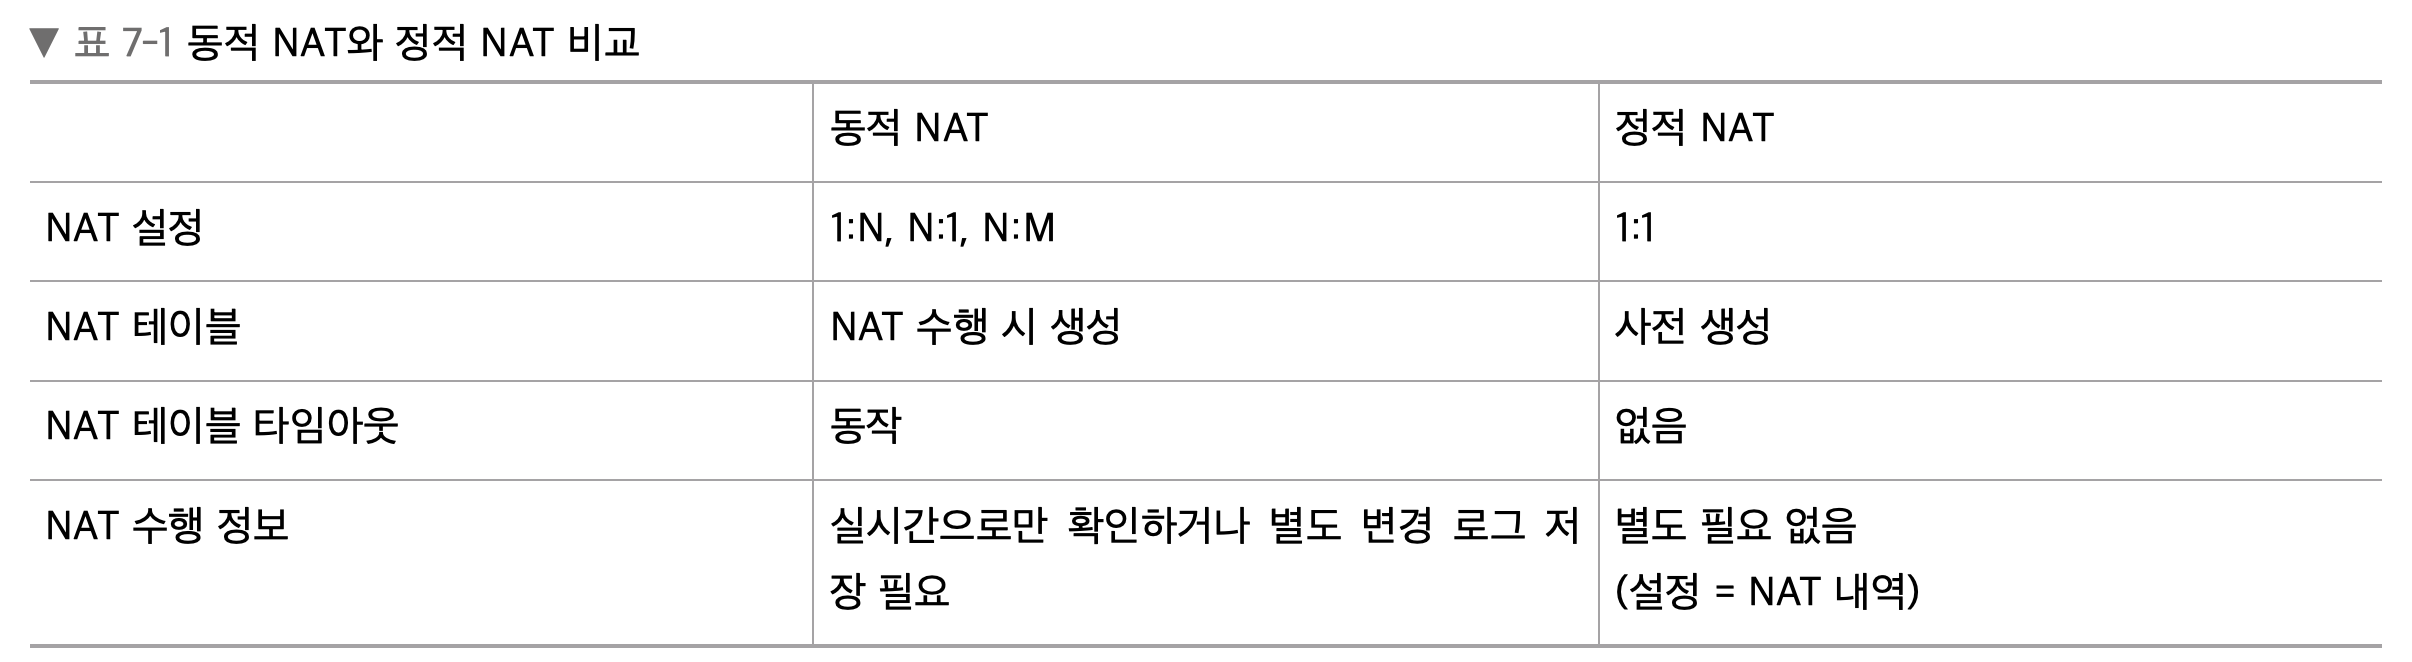 ▼ 표 7-1 동적 NAT와 정적 NAT 비교
동적 NAT 정적 NAT
NAT 설정 1:N, N:1, N:M 1:1
NAT 테이블 NAT 수행 시 생성 사전 생성
NAT 테이블 타임아웃 동작 없음
NAT 수행 정보 실시간으로만 확인하거나 별도 변경 로그 저 별도 필요 없음
장 필요 (설정 = NAT 내역)